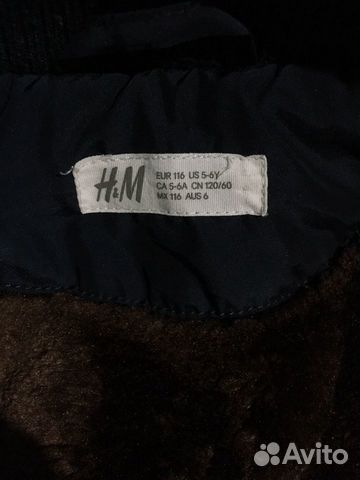 H&M
EUR 116 US 5-6Y
CA 5-6A CN 120/60
MX 116 AUS 6
Avito